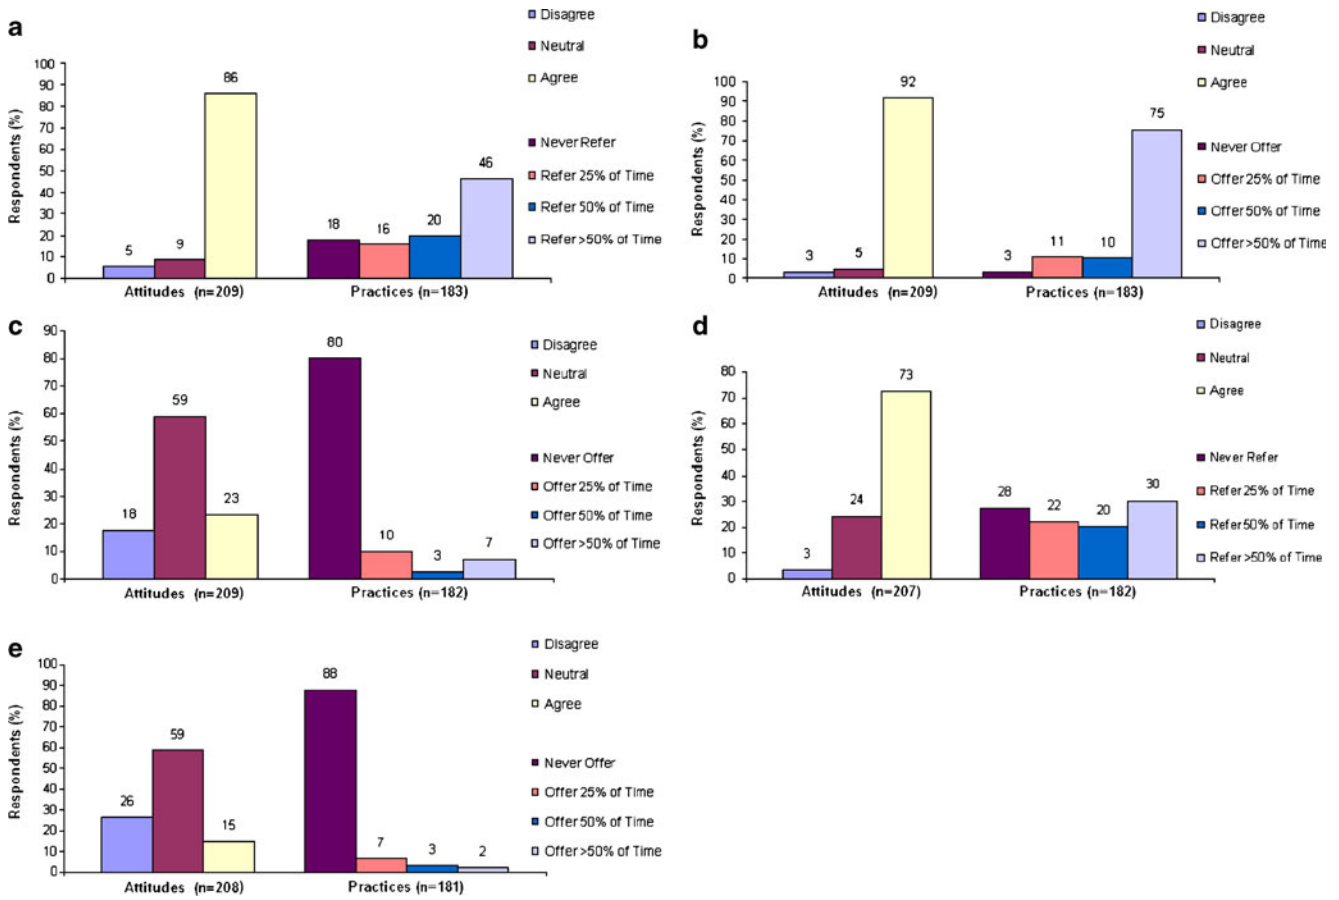 a
Respondents (%)
100
90
80
70
60
50
40
30
20
10
0
5
9
86
18
16
20
46
Attitudes (n=209)
Practices (n=183)
Disagree
Neutral
Agree
Never Refer
Refer 25% of Time
Refer 50% of Time
Refer >50% of Time
b
Respondents (%)
100
90
80
70
60
50
40
30
20
10
0
3
5
92
3
11
10
75
Attitudes (n=209)
Practices (n=183)
Disagree
Neutral
Agree
Never Offer
Offer 25% of Time
Offer 50% of Time
Offer >50% of Time
c
Respondents (%)
90
80
70
60
50
40
30
20
10
0
18
59
23
80
10
3
7
Attitudes (n=209)
Practices (n=182)
Disagree
Neutral
Agree
Never Offer
Offer 25% of Time
Offer 50% of Time
Offer >50% of Time
d
Respondents (%)
80
70
60
50
40
30
20
10
0
3
24
73
28
22
20
30
Attitudes (n=207)
Practices (n=182)
Disagree
Neutral
Agree
Never Refer
Refer 25% of Time
Refer 50% of Time
Refer >50% of Time
e
Respondents (%)
100
90
80
70
60
50
40
30
20
10
0
26
59
15
88
7
3
2
Attitudes (n=208)
Practices (n=181)
Disagree
Neutral
Agree
Never Offer
Offer 25% of Time
Offer 50% of Time
Offer >50% of Time